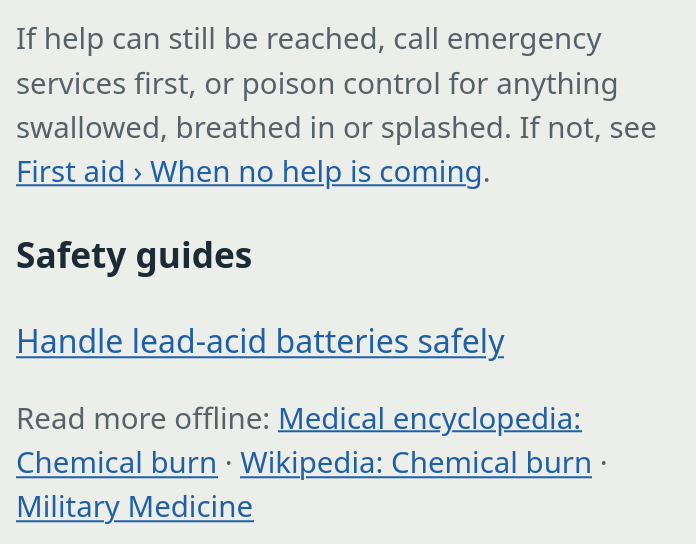 If help can still be reached, call emergency
services first, or poison control for anything
swallowed, breathed in or splashed. If not, see
First aid › When no help is coming.
Safety guides
Handle lead-acid batteries safely
Read more offline: Medical encyclopedia:
Chemical burn · Wikipedia: Chemical burn ·
Military Medicine